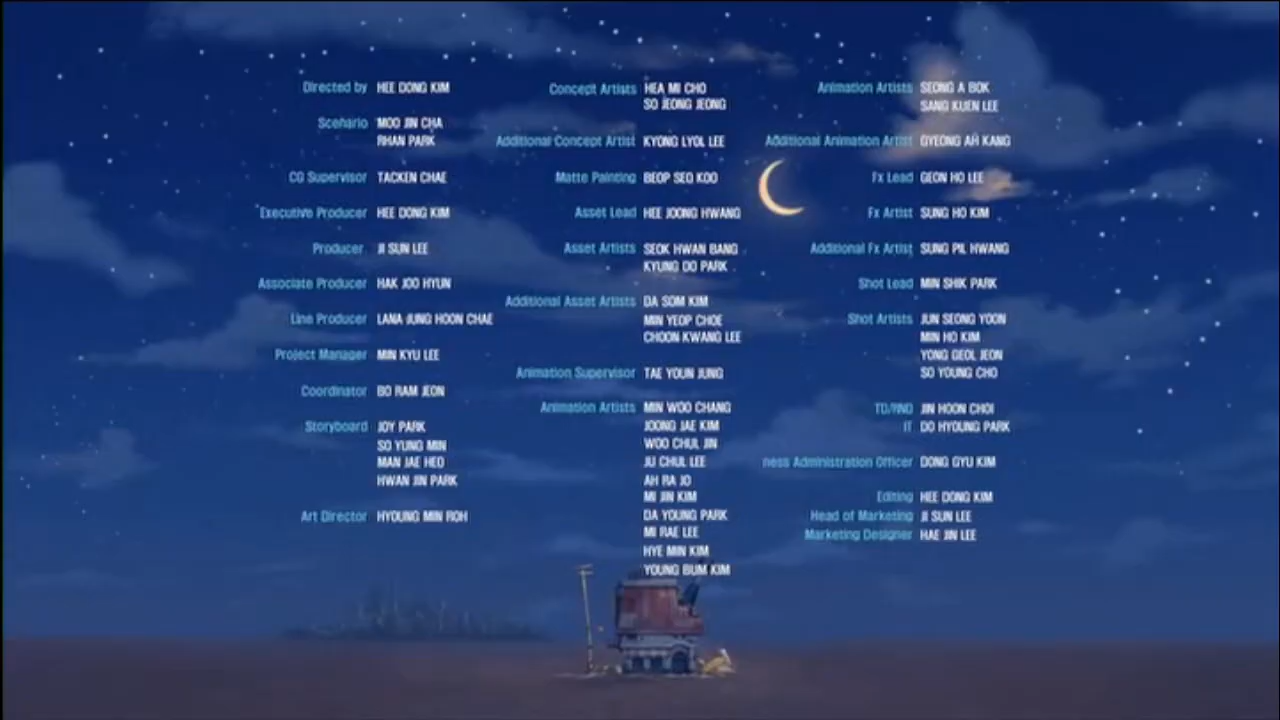 Directed by HEE DONG KIM
Scenario MOO JIN CHA
RHAN PARK
CG Supervisor TACKEN CHAE
Executive Producer HEE DONG KIM
Producer JI SUN LEE
Associate Producer HAK JOO HYUN
Line Producer LANA JUNG HOON CHAE
Project Manager MIN KYU LEE
Coordinator BO RAM JEON
Storyboard JOY PARK
SO YUNG MIN
MAN JAE HEO
HWAN JIN PARK
Art Director HYOUNG MIN ROH
Concept Artists HEA MI CHO
SO JEONG JEONG
Additional Concept Artist KYONG LYOL LEE
Matte Painting BEOP SEO KOO
Asset Lead HEE JOONG HWANG
Asset Artists SEOK HWAN BANG
KYUNG DO PARK
Additional Asset Artists DA SOM KIM
MIN YEOP CHOE
CHOON KWANG LEE
Animation Supervisor TAE YOUN JUNG
Animation Artists MIN WOO CHANG
JOONG JAE KIM
WOO CHUL JIN
JU CHUL LEE
AH RA JO
MI JIN KIM
DA YOUNG PARK
MI RAE LEE
HYE MIN KIM
YOUNG BUM KIM
Animation Artists SEONG A BOK
SANG KUEN LEE
Additional Animation Artist GYEONG AH KANG
Fx Lead GEON HO LEE
Fx Artist SUNG HO KIM
Additional Fx Artist SUNG PIL HWANG
Shot Lead MIN SHIK PARK
Shot Artists JUN SEONG YOON
MIN HO KIM
YONG GEOL JEON
SO YOUNG CHO
TD/RND JIN HOON CHOI
IT DO HYOUNG PARK
ness Administration Officer DONG GYU KIM
Editing HEE DONG KIM
Head of Marketing JI SUN LEE
Marketing Designer HAE JIN LEE